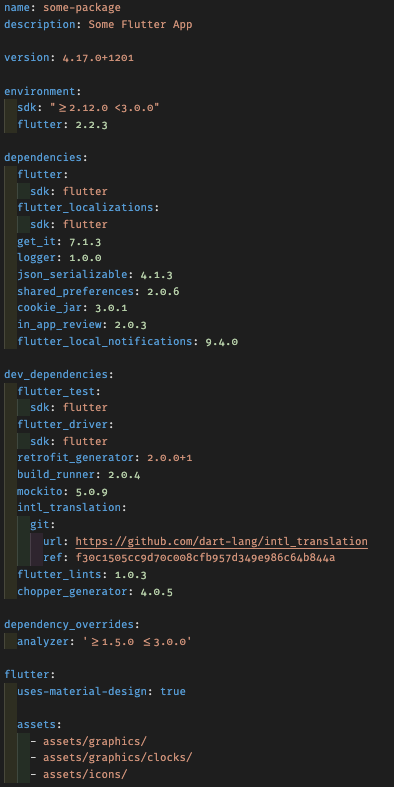 name: some-package
description: Some Flutter App
version: 4.17.0+1201
environment:
sdk: "≥2.12.0 <3.0.0"
flutter: 2.2.3
dependencies:
flutter:
sdk: flutter
flutter_localizations:
sdk: flutter
get_it: 7.1.3
logger: 1.0.0
json_serializable: 4.1.3
shared_preferences: 2.0.6
cookie_jar: 3.0.1
in_app_review: 2.0.3
flutter_local_notifications: 9.4.0
dev_dependencies:
flutter_test:
sdk: flutter
flutter_driver:
sdk: flutter
retrofit_generator: 2.0.0+1
build_runner: 2.0.4
mockito: 5.0.9
intl_translation:
git:
url: https://github.com/dart-lang/intl_translation
ref: f30c1505cc9d70c008cfb957d349e986c64b844a
flutter_lints: 1.0.3
chopper_generator: 4.0.5
dependency_overrides:
analyzer: '≥1.5.0 ≤3.0.0'
flutter:
uses-material-design: true
assets:
- assets/graphics/
- assets/graphics/clocks/
- assets/icons/